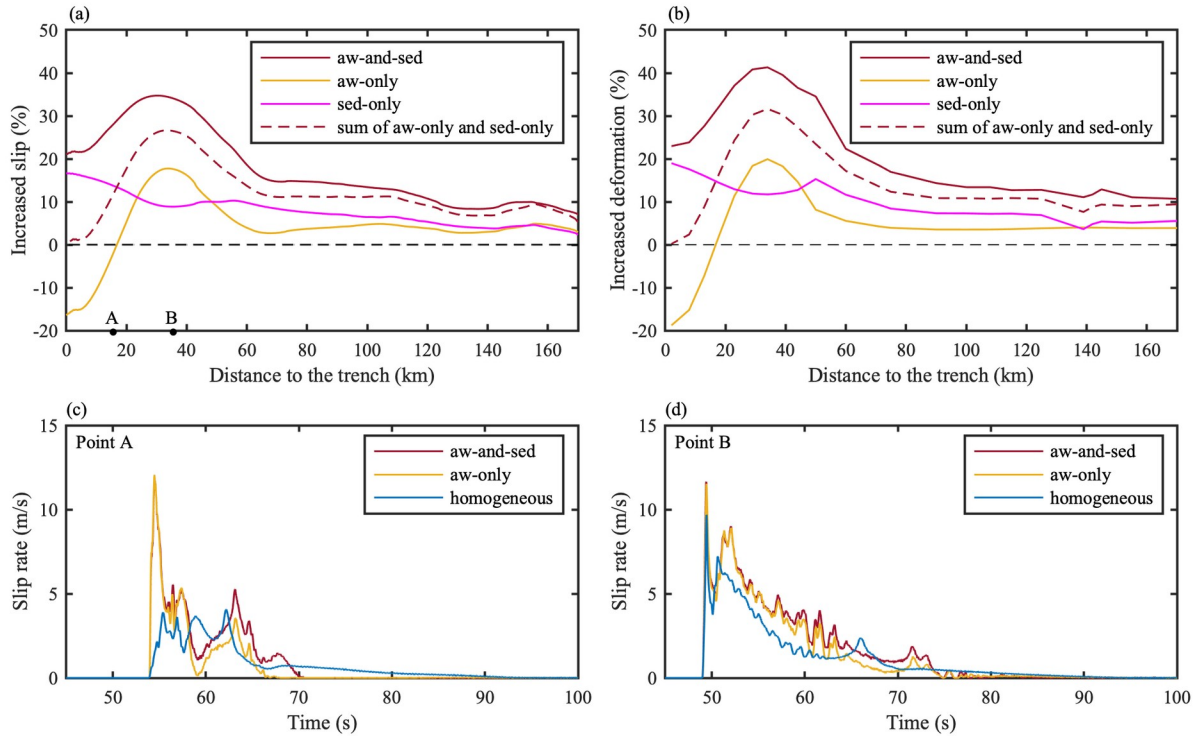 (a)
Increased slip (%)
50
40
30
20
10
0
-10
-20
aw-and-sed
aw-only
sed-only
sum of aw-only and sed-only
A
B
0 20 40 60 80 100 120 140 160
Distance to the trench (km)
(b)
Increased deformation (%)
50
40
30
20
10
0
-10
-20
aw-and-sed
aw-only
sed-only
sum of aw-only and sed-only
0 20 40 60 80 100 120 140 160
Distance to the trench (km)
(c)
Slip rate (m/s)
15
10
5
0
Point A
aw-and-sed
aw-only
homogeneous
50 60 70 80 90 100
Time (s)
(d)
Slip rate (m/s)
15
10
5
0
Point B
aw-and-sed
aw-only
homogeneous
50 60 70 80 90 100
Time (s)